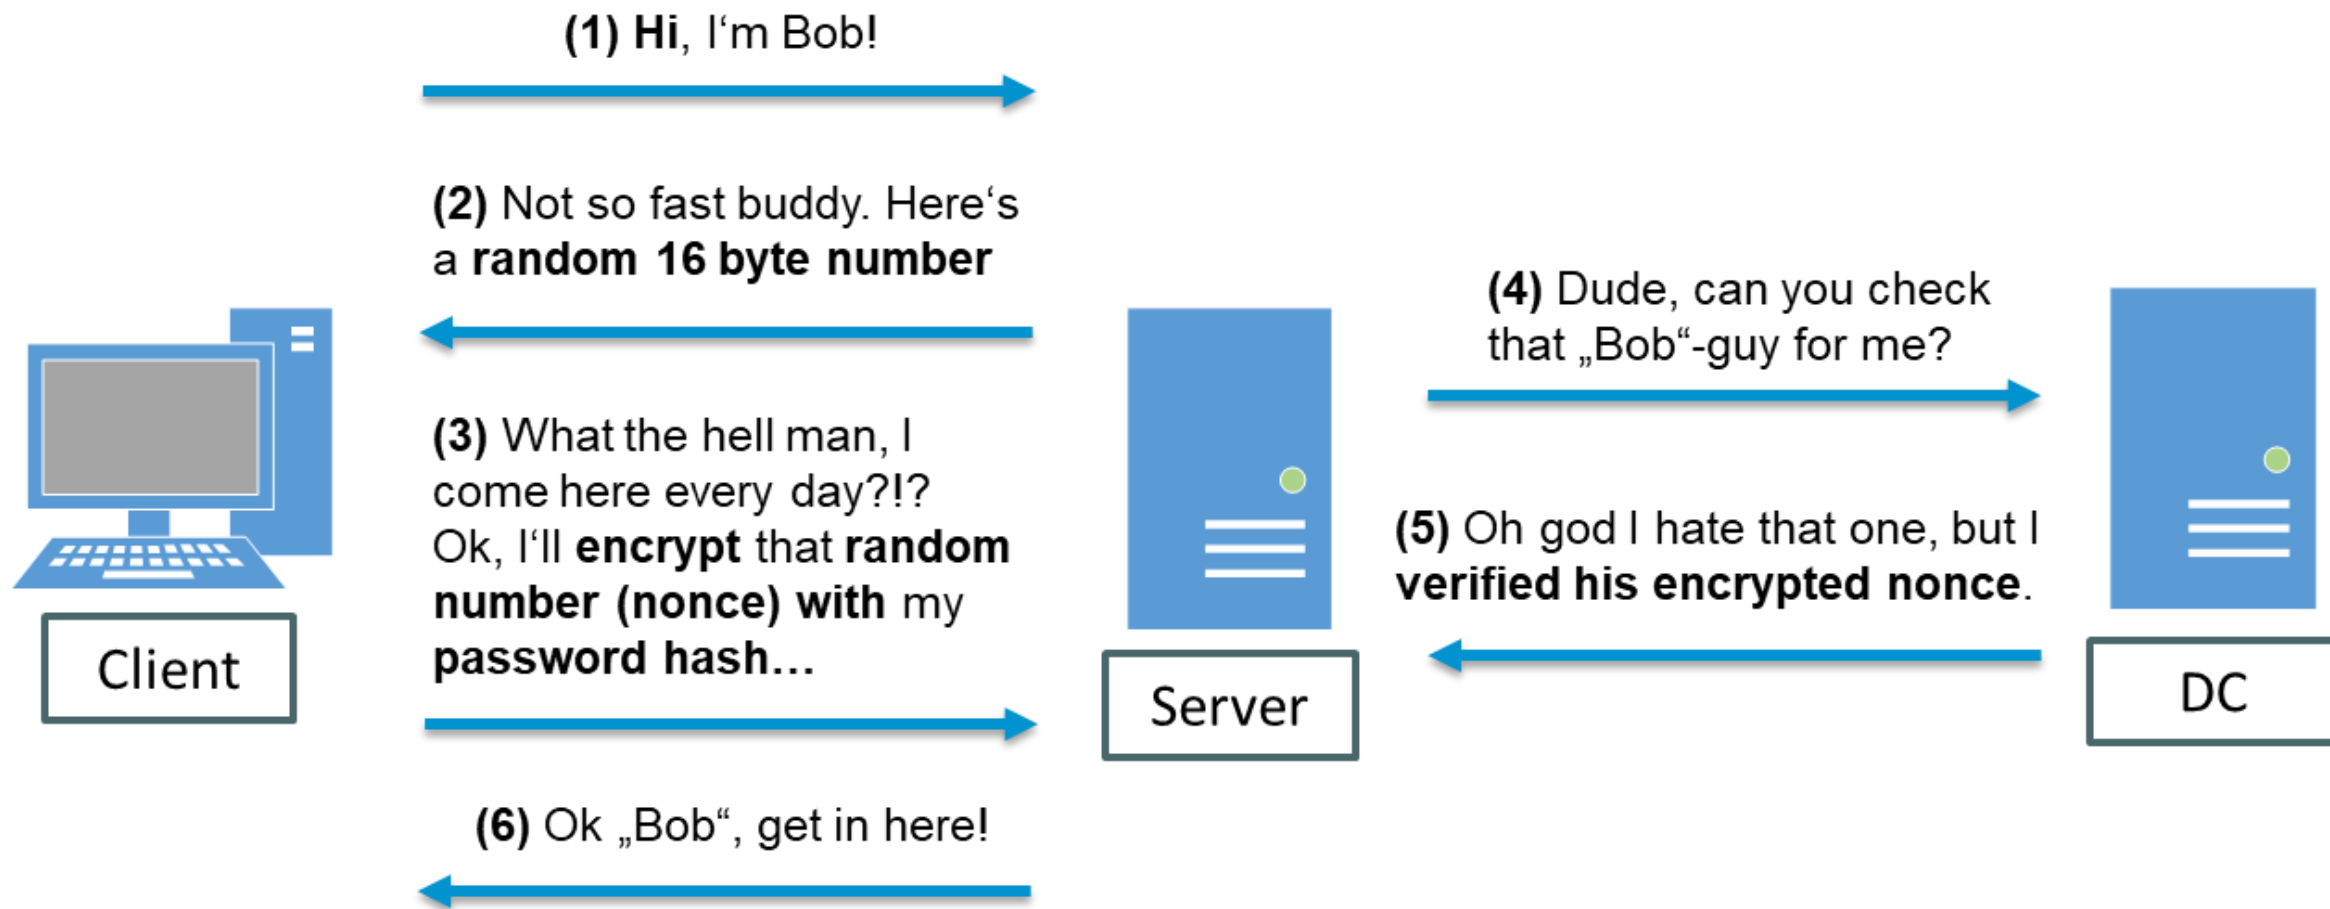 (1) Hi, I‘m Bob!
(2) Not so fast buddy. Here‘s
a random 16 byte number
(3) What the hell man, I
come here every day?!?
Ok, I‘ll encrypt that random
number (nonce) with my
password hash...
(4) Dude, can you check
that „Bob“-guy for me?
(5) Oh god I hate that one, but I
verified his encrypted nonce.
(6) Ok „Bob“, get in here!
Client
Server
DC